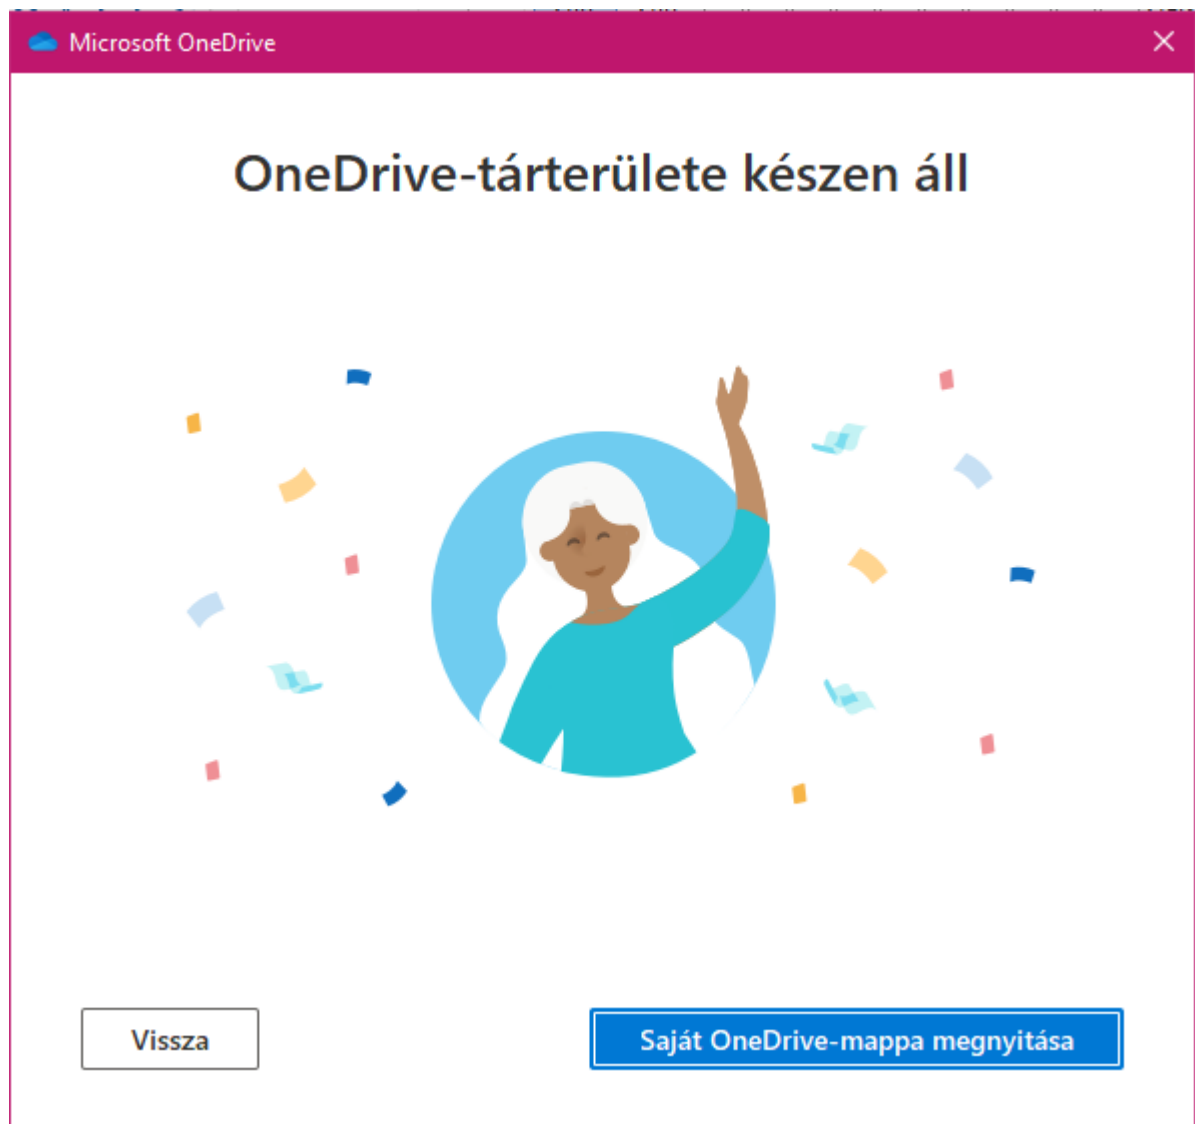 Microsoft OneDrive
OneDrive-tárterülete készen áll
Vissza
Saját OneDrive-mappa megnyitása